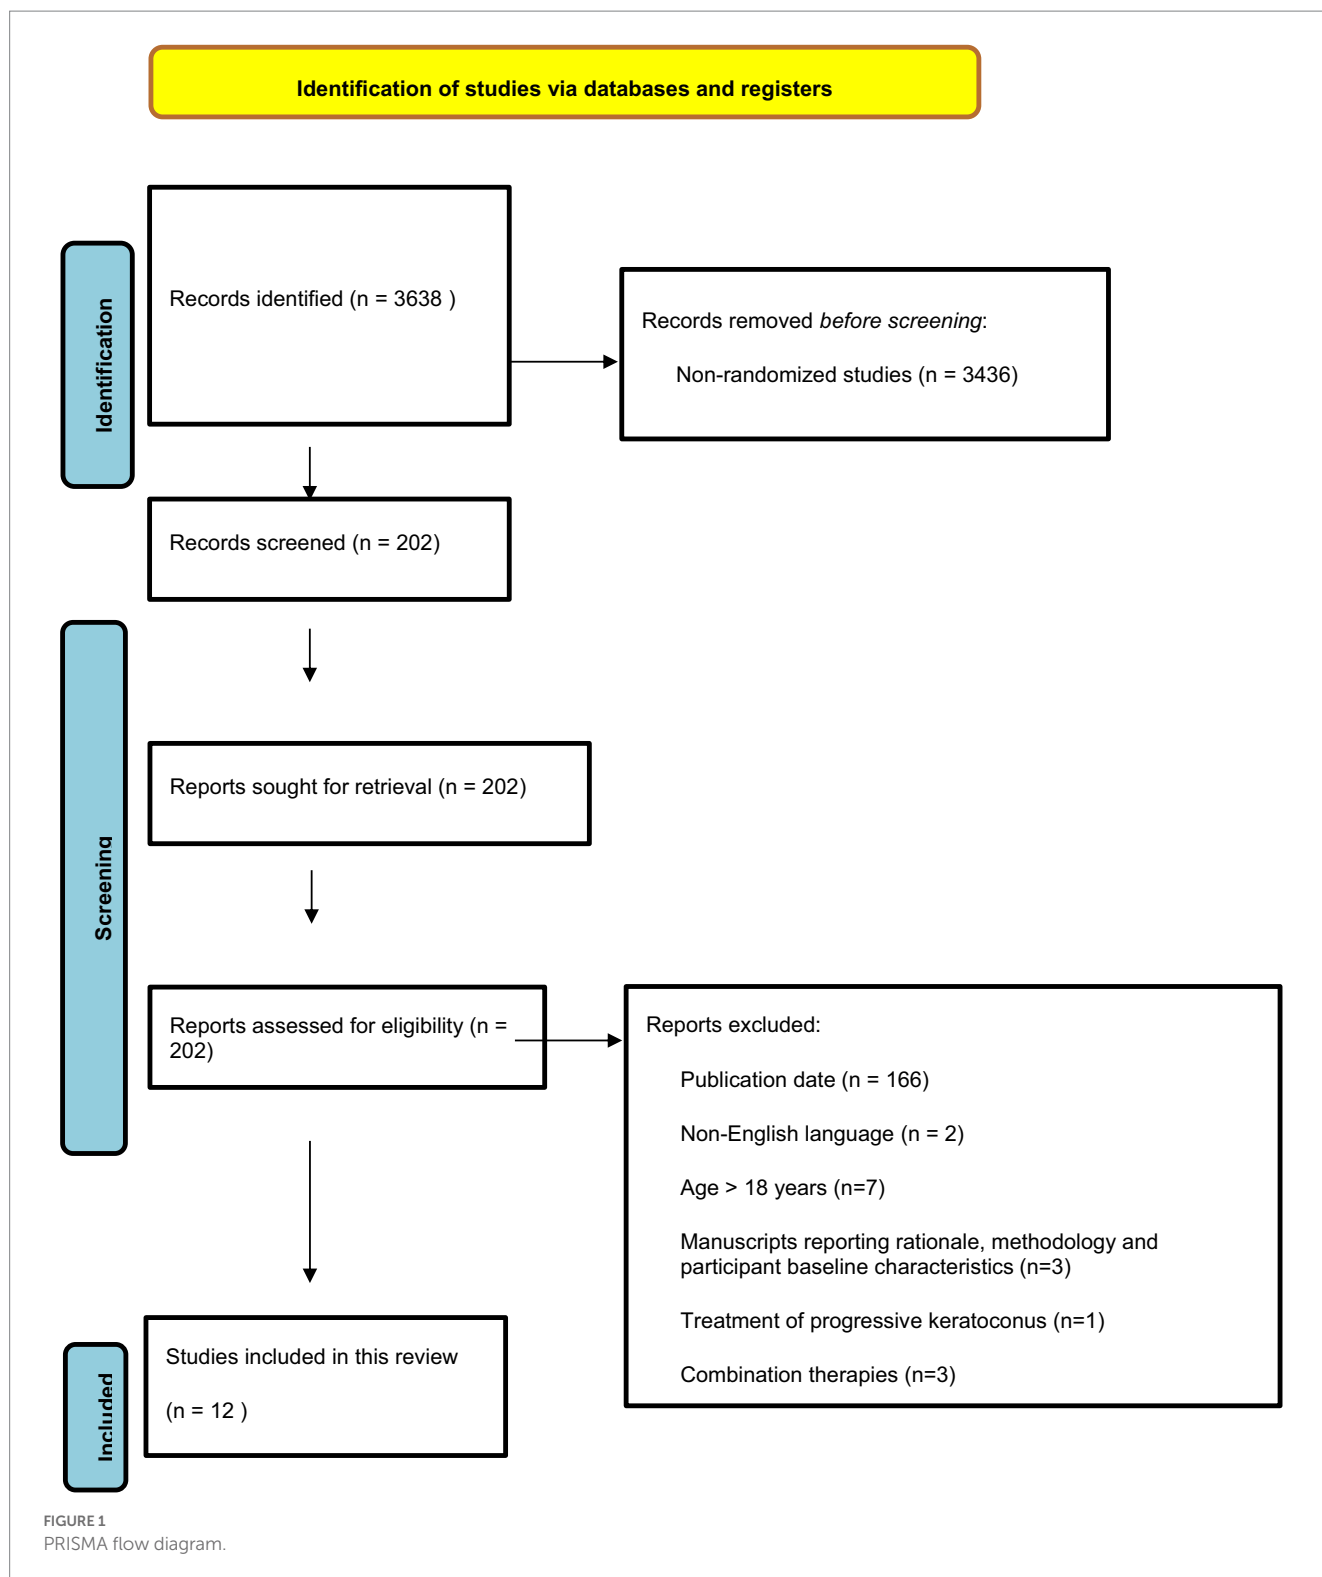 Identification of studies via databases and registers
Identification
Records identified (n = 3638 )
Records removed before screening:
Non-randomized studies (n = 3436)
Records screened (n = 202)
Screening
Reports sought for retrieval (n = 202)
Reports assessed for eligibility (n =
202)
Reports excluded:
Publication date (n = 166)
Non-English language (n = 2)
Age > 18 years (n=7)
Manuscripts reporting rationale, methodology and
participant baseline characteristics (n=3)
Treatment of progressive keratoconus (n=1)
Combination therapies (n=3)
Included
Studies included in this review
(n = 12 )
FIGURE 1
PRISMA flow diagram.